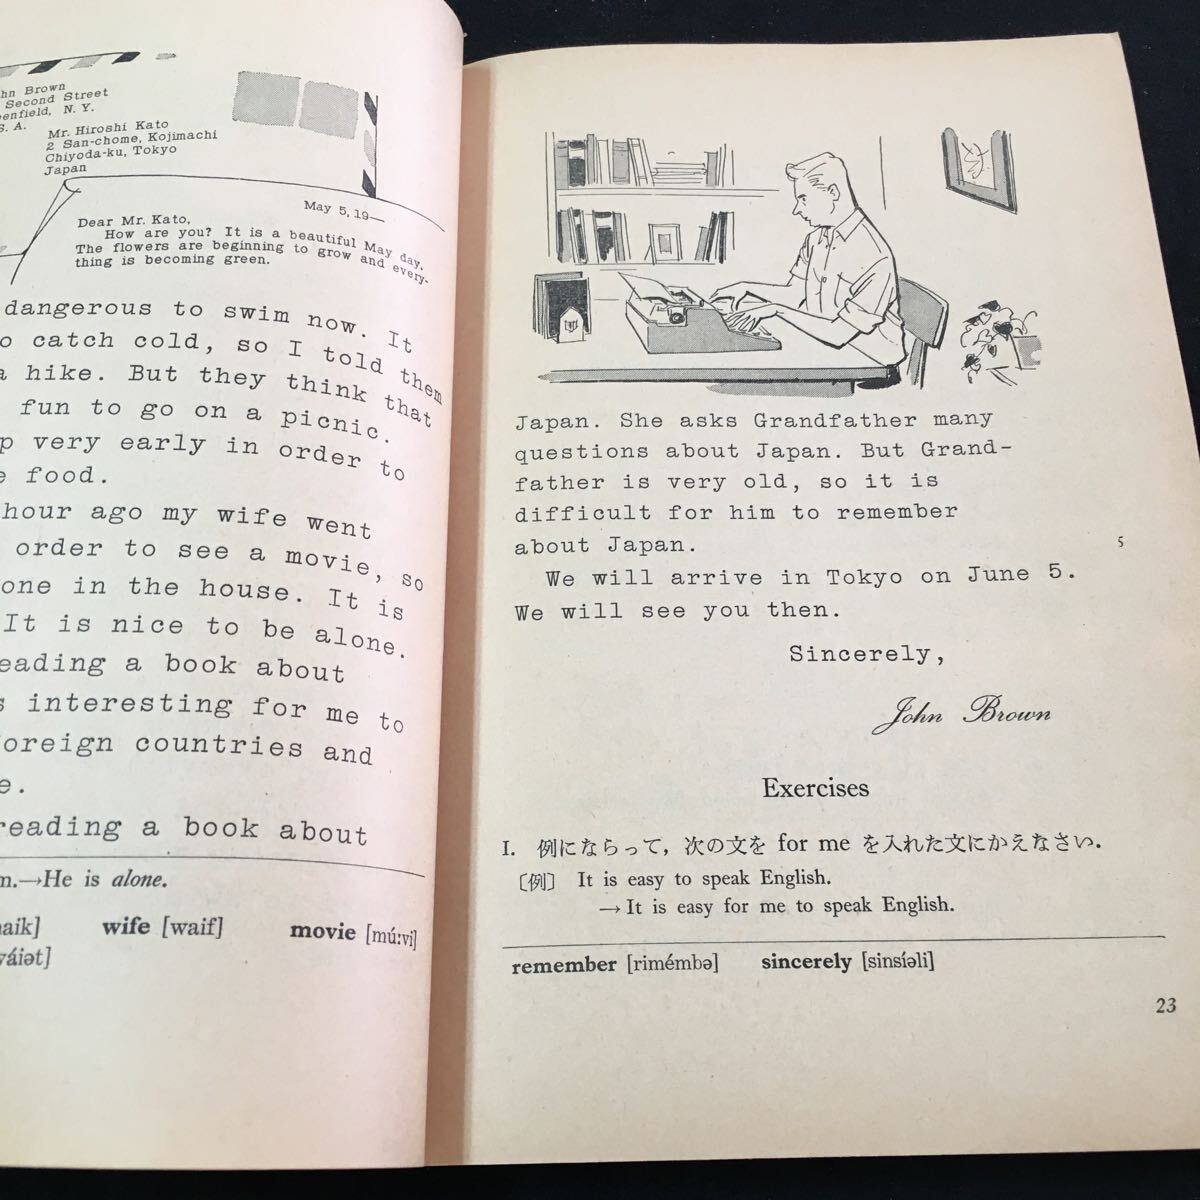 hn Brown
Second Street
enfield, N. Y.
S. A.
Mr. Hiroshi Kato
2 San-chome, Kojimachi
Chiyoda-ku, Tokyo
Japan
May 5, 19—
Dear Mr. Kato,
How are you? It is a beautiful May day.
The flowers are beginning to grow and every-
thing is becoming green.
dangerous to swim now. It
o catch cold, so I told them
a hike. But they think that
fun to go on a picnic.
p very early in order to
e food.
hour ago my wife went
order to see a movie, so
one in the house. It is
It is nice to be alone.
eading a book about
s interesting for me to
foreign countries and
e.
reading a book about
m.→He is alone.
aik] wife [waif] movie [mú:vi]
wáiət]
Japan. She asks Grandfather many
questions about Japan. But Grand-
father is very old, so it is
difficult for him to remember
about Japan. 5
We will arrive in Tokyo on June 5.
We will see you then.
Sincerely,
John Brown
Exercises
I. 例にならって，次の文を for me を入れた文にかえなさい.
〔例〕 It is easy to speak English.
→ It is easy for me to speak English.
remember [rimémbə] sincerely [sinsíəli]
23